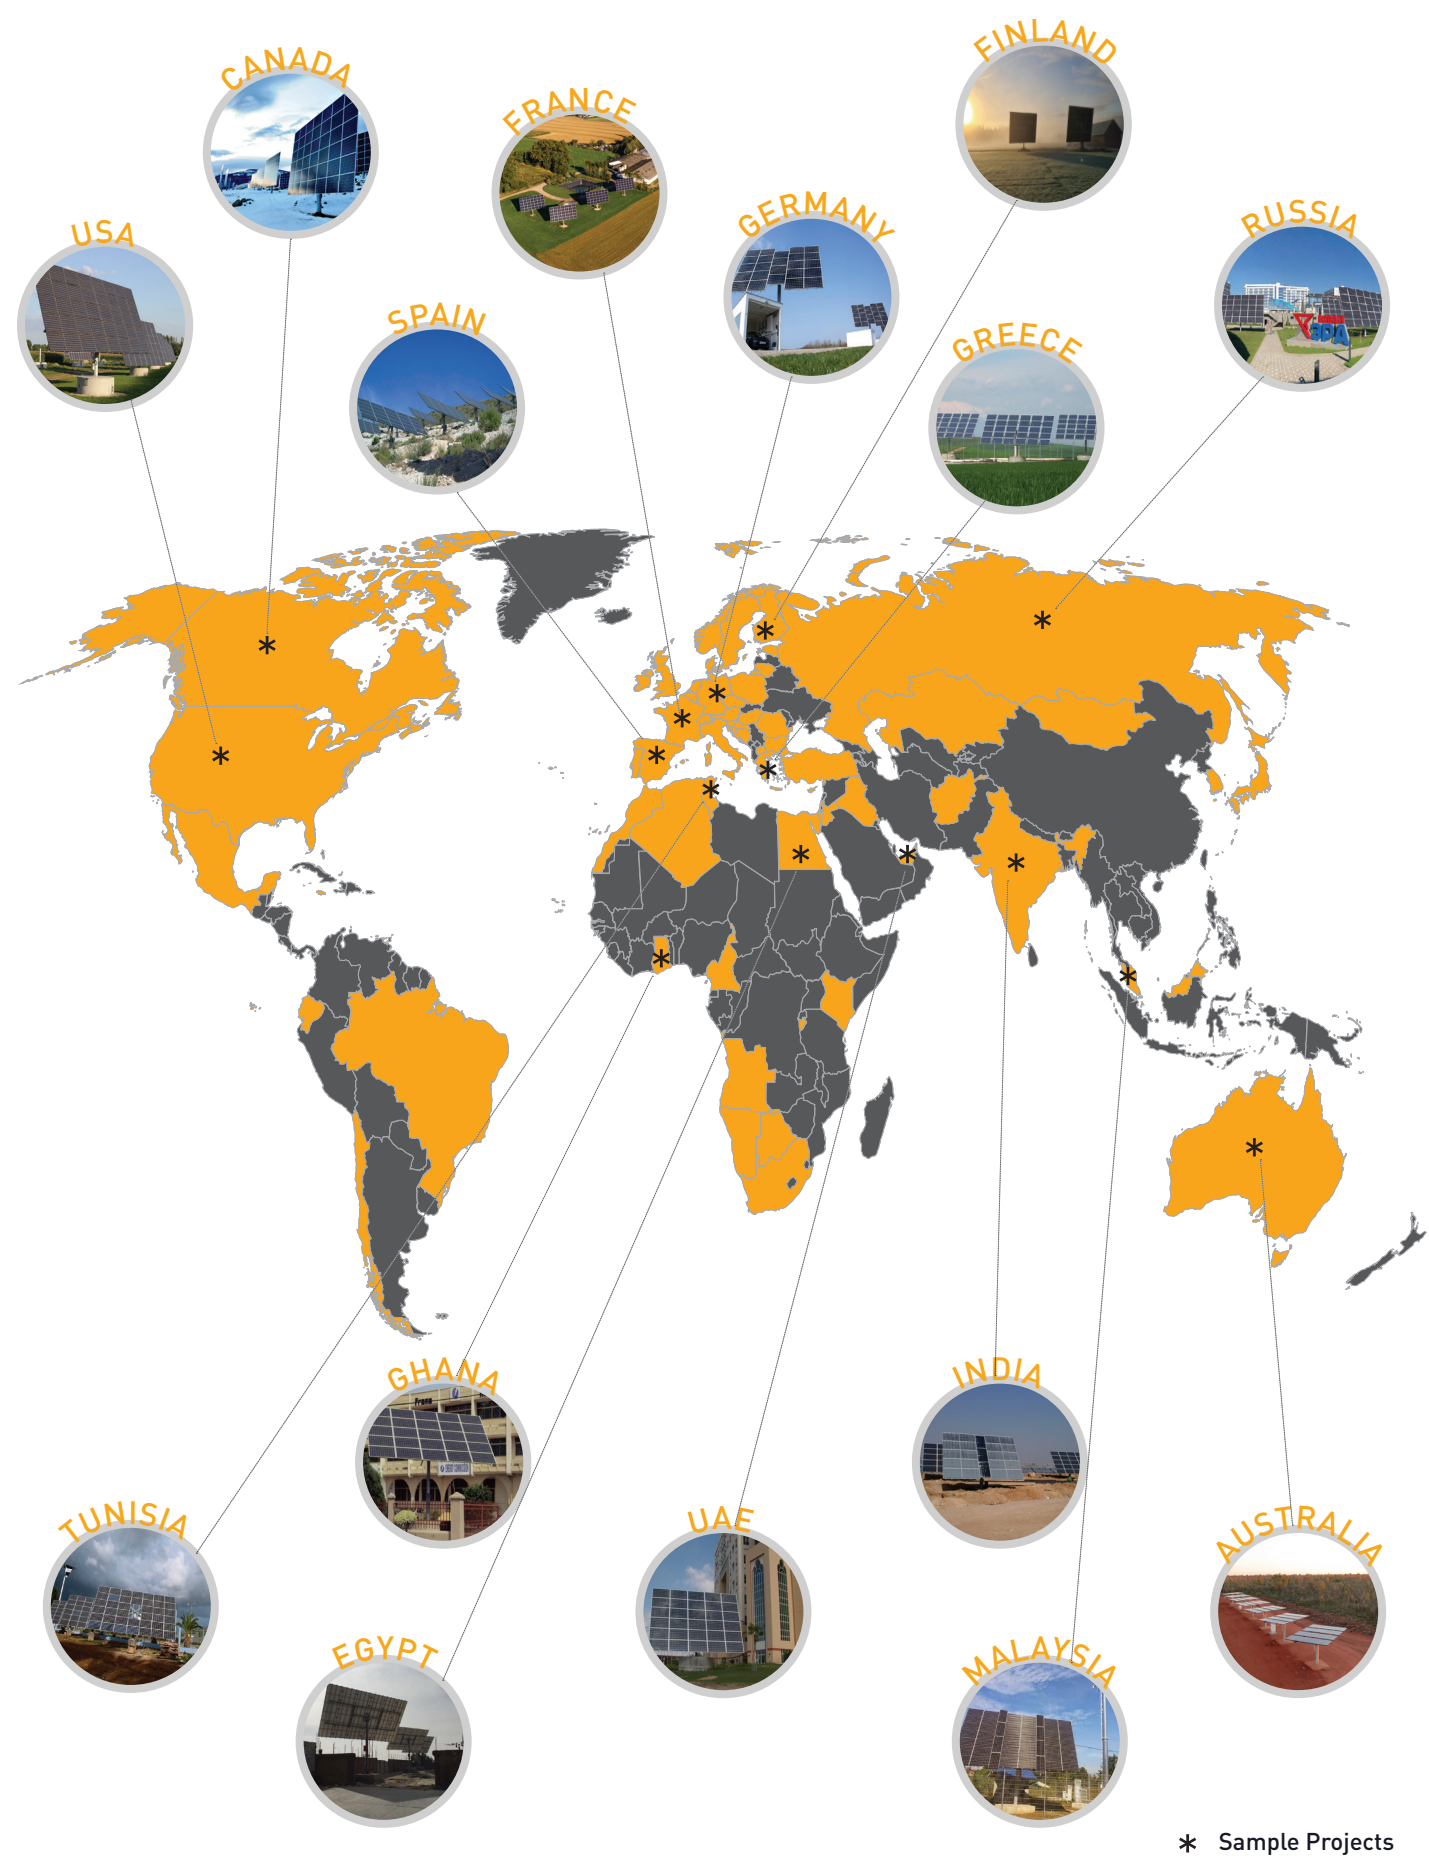 FINLAND
CANADA
FRANCE
GERMANY
RUSSIA
USA
SPAIN
GREECE
GHANA
INDIA
TUNISIA
UAE
AUSTRALIA
EGYPT
MALAYSIA
* Sample Projects